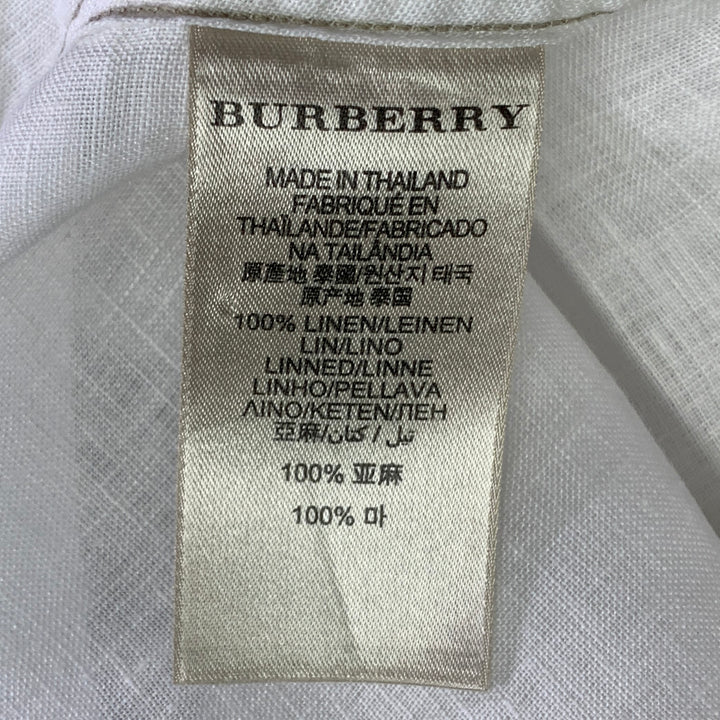 BURBERRY
MADE IN THAILAND
FABRIQUÉ EN
THAÏLANDE/FABRICADO
NA TAILÂNDIA
原產地 泰國/원산지 태국
原产地 泰国
100% LINEN/LEINEN
LIN/LINO
LINNED/LINNE
LINHO/PELLAVA
ΛΙΝΟ/KETEN/ЛЕН
亞麻/كتان/تيل
100% 亚麻
100% 마